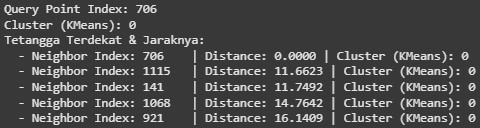 Query Point Index: 706
Cluster (KMeans): 0
Tetangga Terdekat & Jaraknya:
- Neighbor Index: 706 | Distance: 0.0000 | Cluster (KMeans): 0
- Neighbor Index: 1115 | Distance: 11.6623 | Cluster (KMeans): 0
- Neighbor Index: 141 | Distance: 11.7492 | Cluster (KMeans): 0
- Neighbor Index: 1068 | Distance: 14.7642 | Cluster (KMeans): 0
- Neighbor Index: 921 | Distance: 16.1409 | Cluster (KMeans): 0